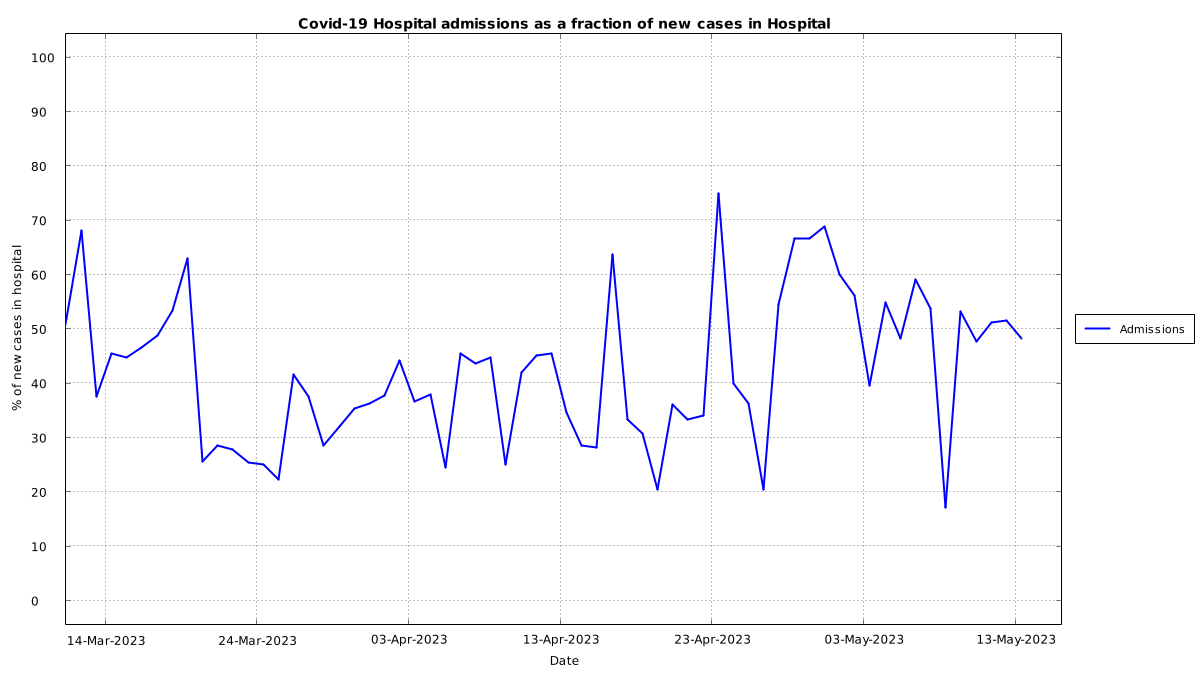 Covid-19 Hospital admissions as a fraction of new cases in Hospital
100
90
80
70
60
50
40
30
20
10
0
% of new cases in hospital
14-Mar-2023
24-Mar-2023
03-Apr-2023
13-Apr-2023
23-Apr-2023
03-May-2023
13-May-2023
Date
Admissions